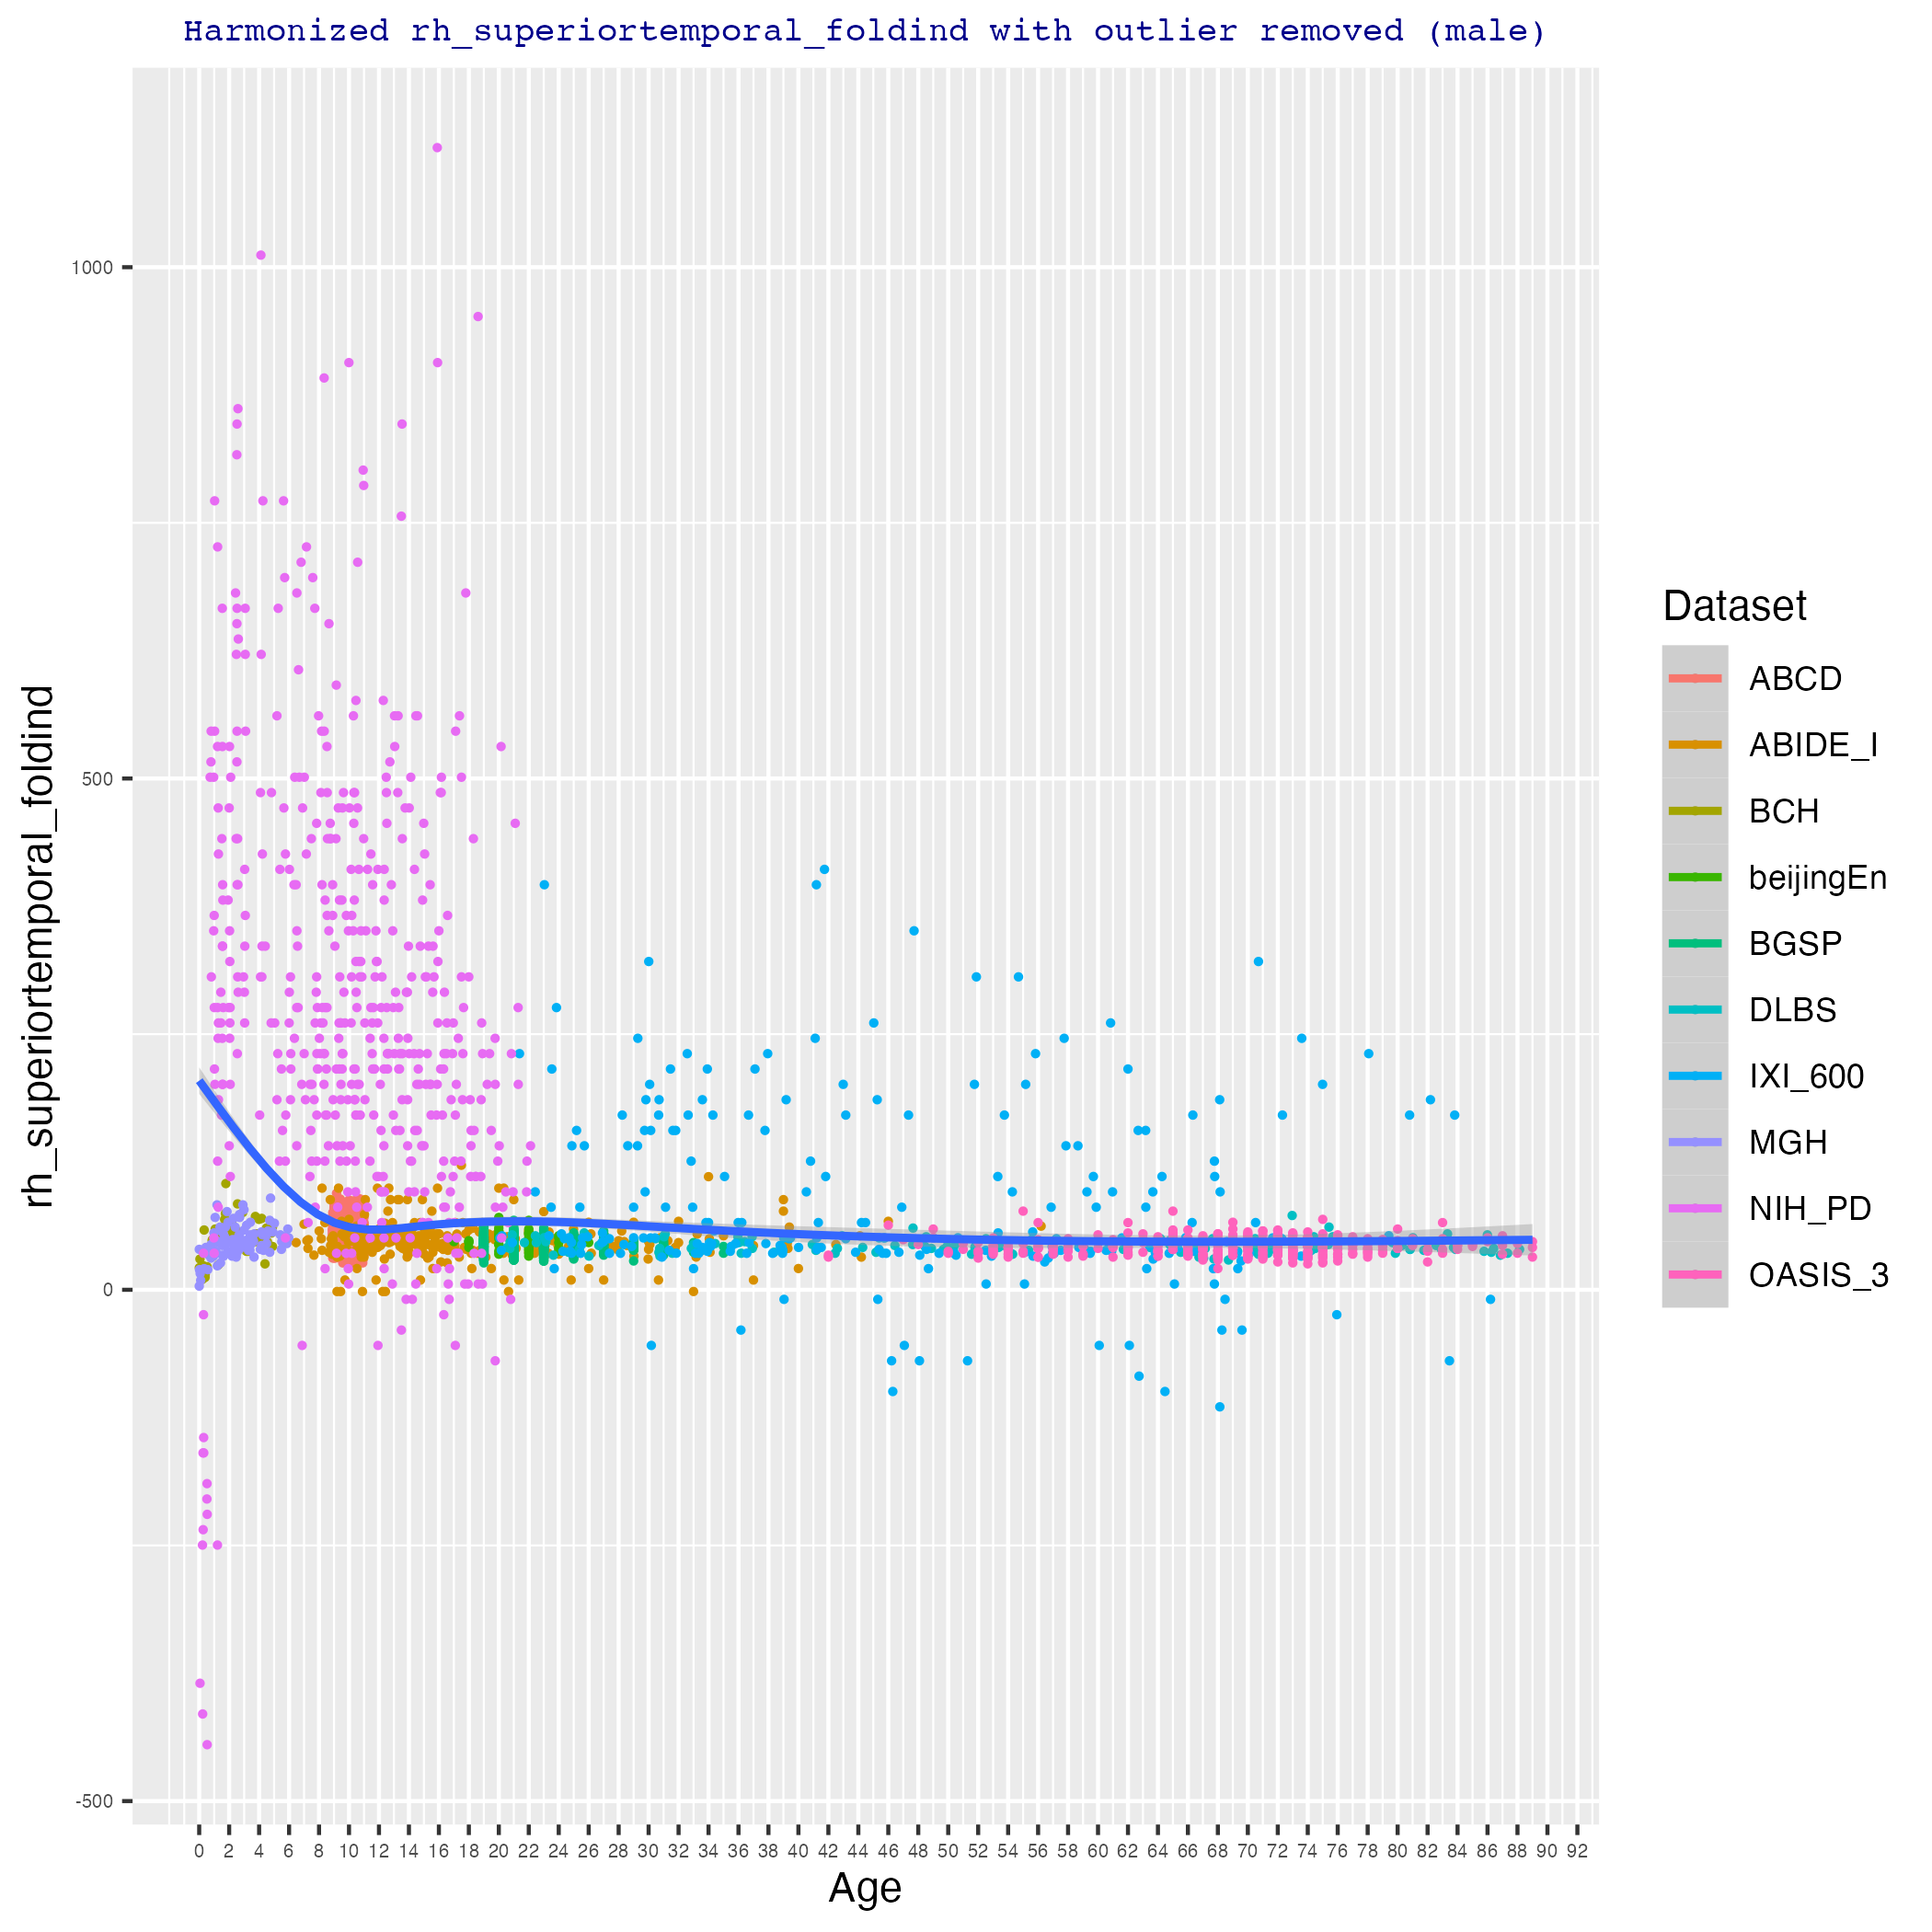 Harmonized rh_superiortemporal_foldind with outlier removed (male)
rh_superiortemporal_foldind
1000
500
0
-500
0 2 4 6 8 10 12 14 16 18 20 22 24 26 28 30 32 34 36 38 40 42 44 46 48 50 52 54 56 58 60 62 64 66 68 70 72 74 76 78 80 82 84 86 88 90 92
Age
Dataset
ABCD
ABIDE_I
BCH
beijingEn
BGSP
DLBS
IXI_600
MGH
NIH_PD
OASIS_3